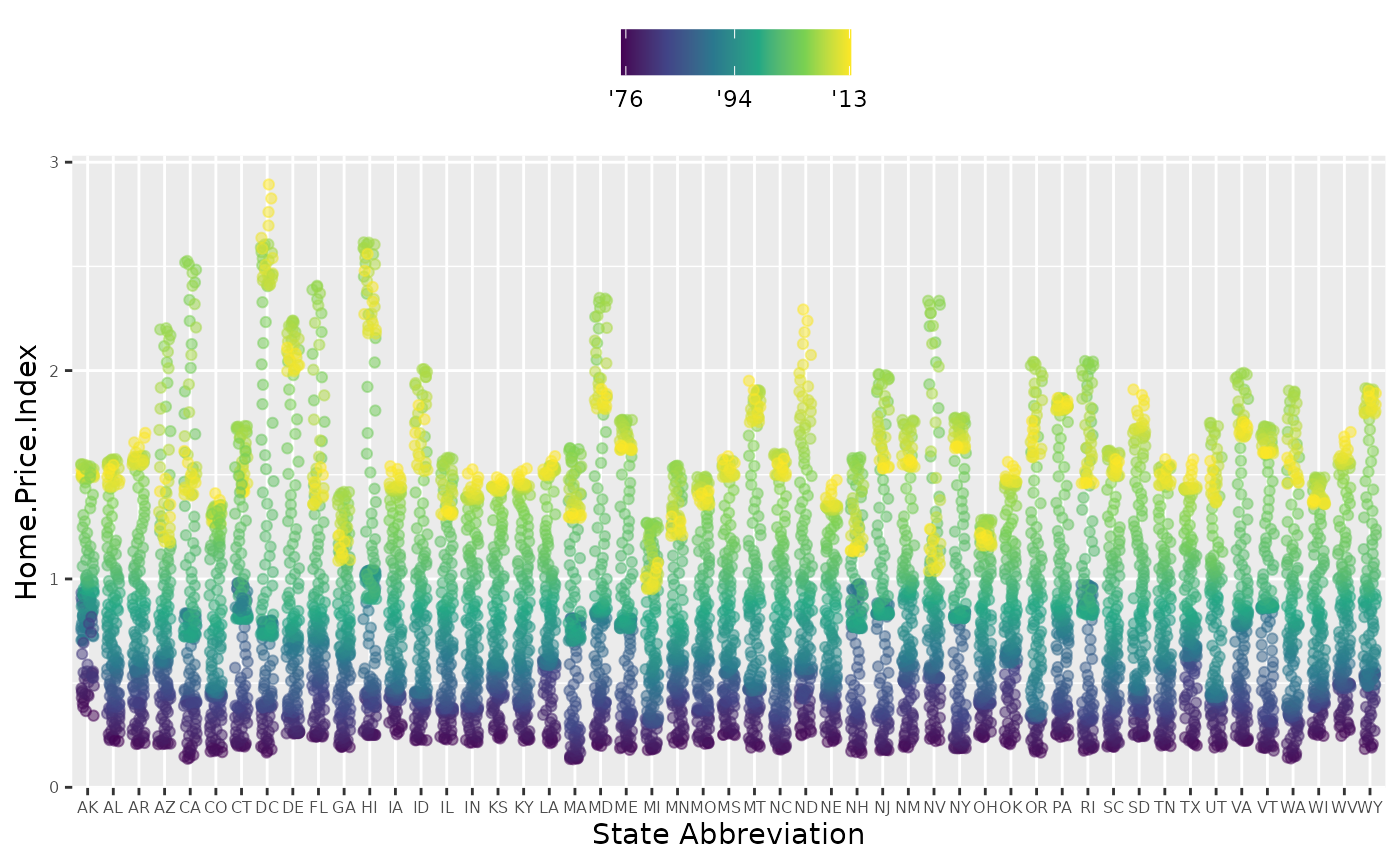 '76 '94 '13
3
2
1
0
Home.Price.Index
AK AL AR AZ CA CO CT DC DE FL GA HI IA ID IL IN KS KY LA MA MD ME MI MN MO MS MT NC ND NE NH NJ NM NV NY OH OK OR PA RI SC SD TN TX UT VA VT WA WI WV WY
State Abbreviation